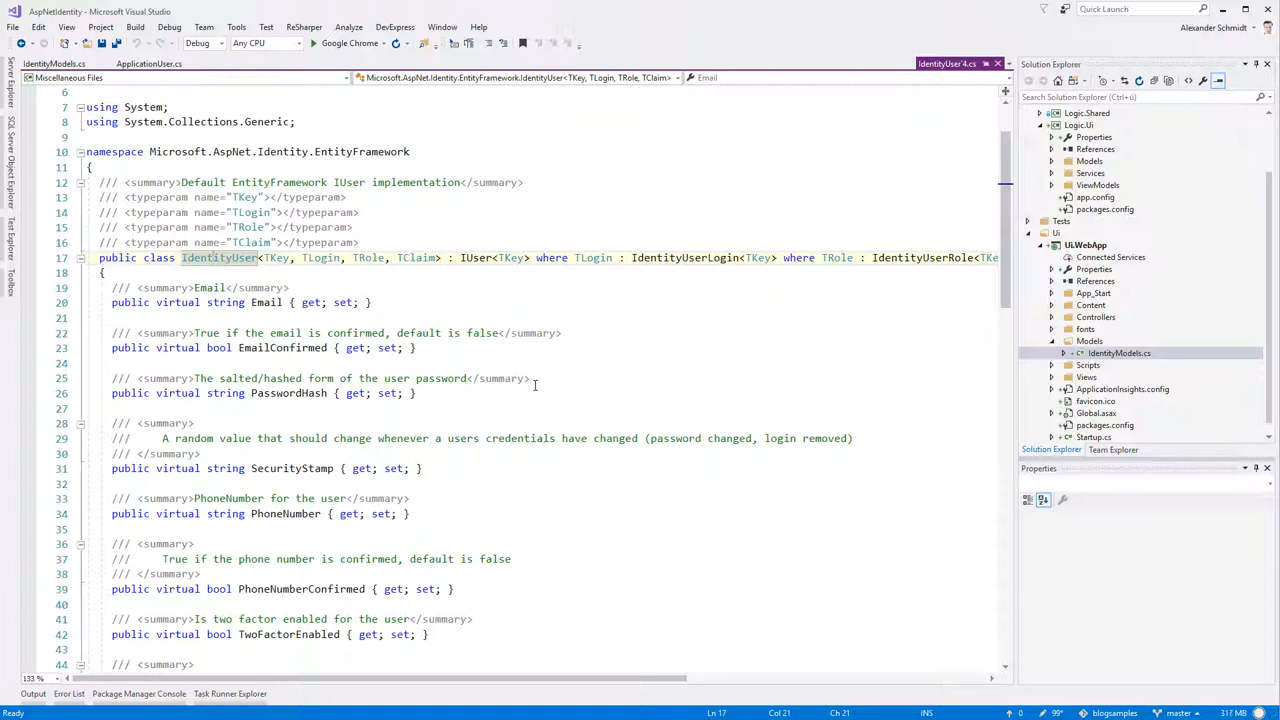 AspNetIdentity - Microsoft Visual Studio
Quick Launch
File Edit View Project Build Debug Team Tools Test ReSharper Analyze DevExpress Window Help
Alexander Schmidt
Debug Any CPU Google Chrome
IdentityModels.cs ApplicationUser.cs IdentityUser`4.cs
Miscellaneous Files Microsoft.AspNet.Identity.EntityFramework.IdentityUser<TKey, TLogin, TRole, TClaim> Email
Server Explorer
SQL Server Object Explorer
Test Explorer
Toolbox
6
7 using System;
8 using System.Collections.Generic;
9
10 namespace Microsoft.AspNet.Identity.EntityFramework
11 {
12 /// <summary>Default EntityFramework IUser implementation</summary>
13 /// <typeparam name="TKey"></typeparam>
14 /// <typeparam name="TLogin"></typeparam>
15 /// <typeparam name="TRole"></typeparam>
16 /// <typeparam name="TClaim"></typeparam>
17 public class IdentityUser<TKey, TLogin, TRole, TClaim> : IUser<TKey> where TLogin : IdentityUserLogin<TKey> where TRole : IdentityUserRole<TKe
18 {
19 /// <summary>Email</summary>
20 public virtual string Email { get; set; }
21
22 /// <summary>True if the email is confirmed, default is false</summary>
23 public virtual bool EmailConfirmed { get; set; }
24
25 /// <summary>The salted/hashed form of the user password</summary>
26 public virtual string PasswordHash { get; set; }
27
28 /// <summary>
29 /// A random value that should change whenever a users credentials have changed (password changed, login removed)
30 /// </summary>
31 public virtual string SecurityStamp { get; set; }
32
33 /// <summary>PhoneNumber for the user</summary>
34 public virtual string PhoneNumber { get; set; }
35
36 /// <summary>
37 /// True if the phone number is confirmed, default is false
38 /// </summary>
39 public virtual bool PhoneNumberConfirmed { get; set; }
40
41 /// <summary>Is two factor enabled for the user</summary>
42 public virtual bool TwoFactorEnabled { get; set; }
43
44 /// <summary>
133 %
Solution Explorer
Search Solution Explorer (Ctrl+ü)
Logic.Shared
Logic.Ui
Properties
References
Models
Services
ViewModels
app.config
packages.config
Tests
Ui
Ui.WebApp
Connected Services
Properties
References
App_Start
Content
Controllers
fonts
Models
IdentityModels.cs
Scripts
Views
ApplicationInsights.config
favicon.ico
Global.asax
packages.config
Startup.cs
Solution Explorer Team Explorer
Properties
Output Error List Package Manager Console Task Runner Explorer
Ready Ln 17 Col 21 Ch 21 INS 0 99* blogsamples master 317 MB